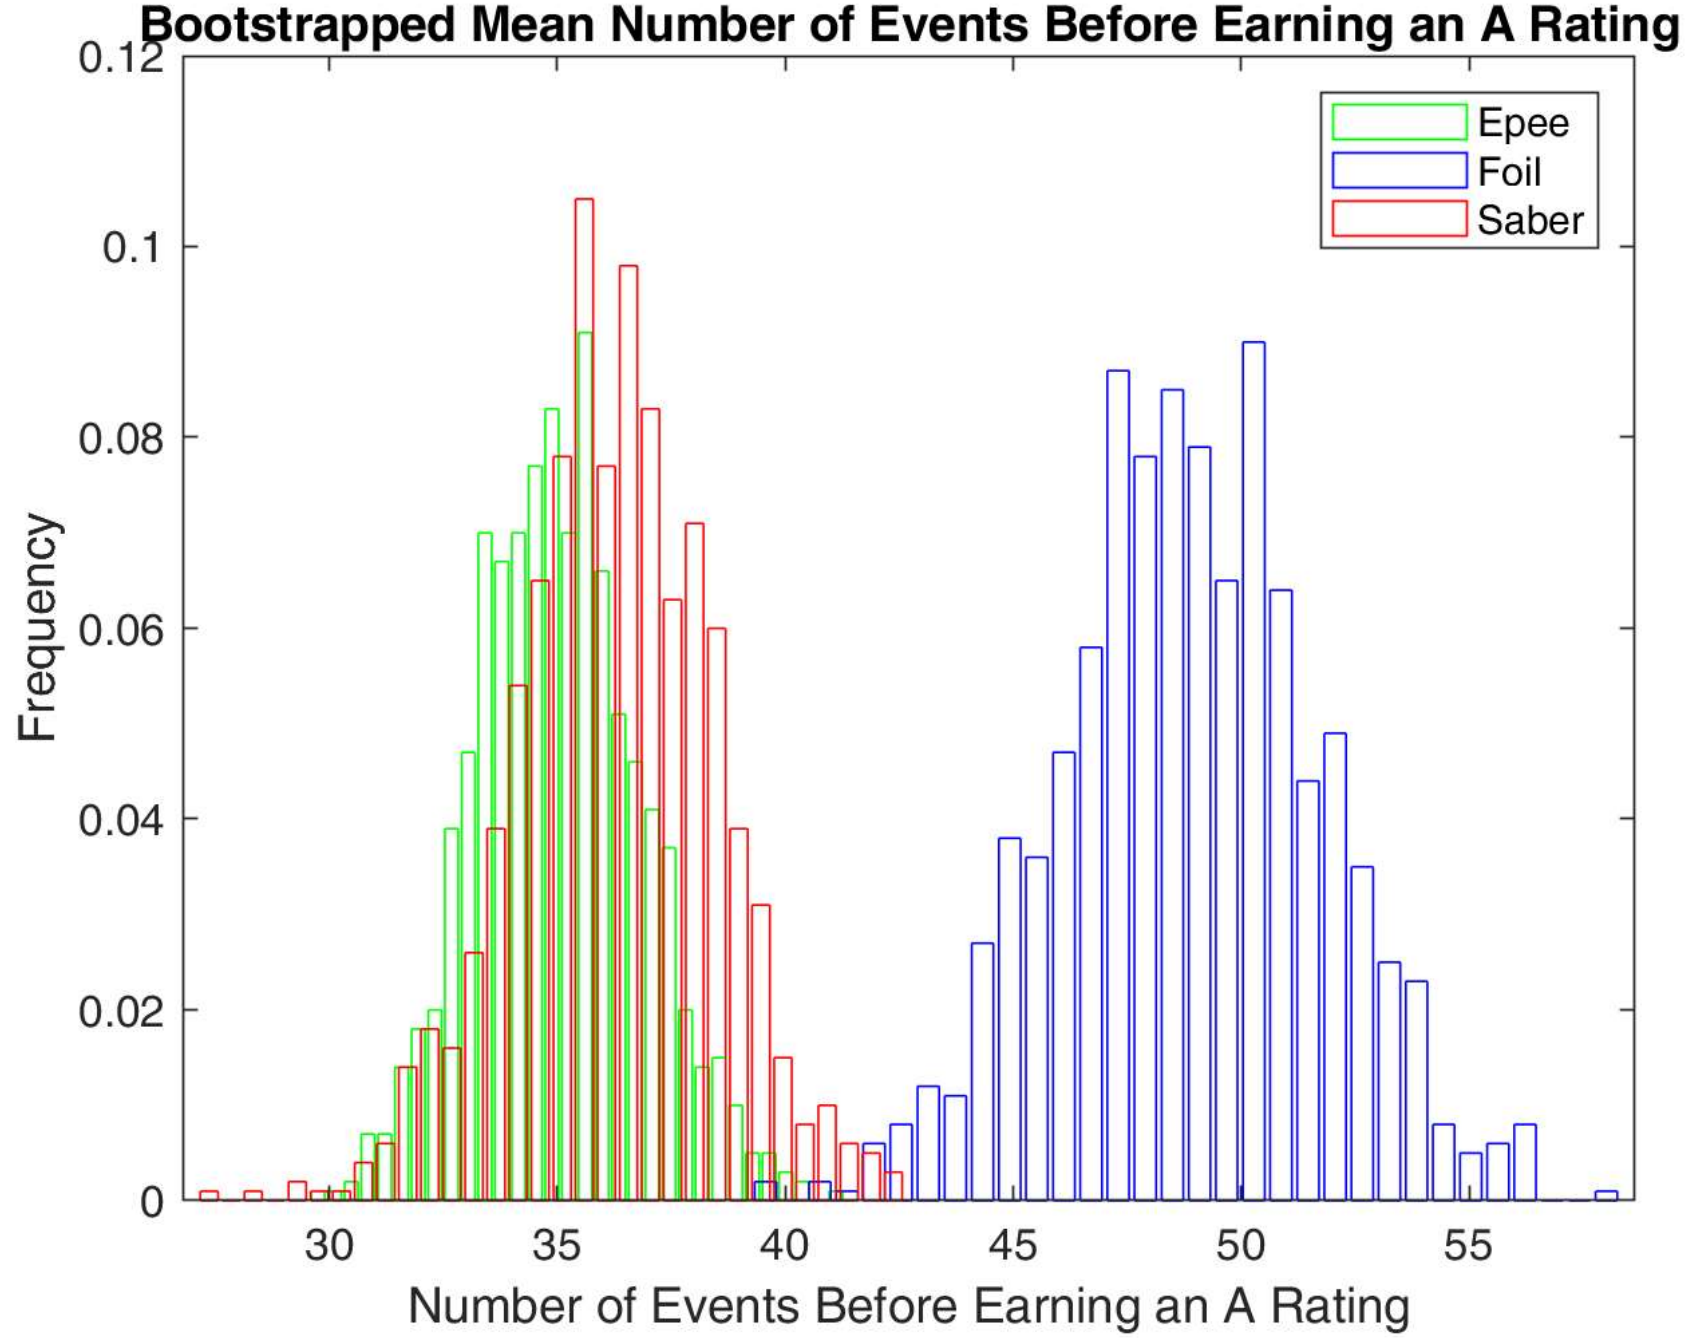 Bootstrapped Mean Number of Events Before Earning an A Rating
0.12
0.1
0.08
0.06
0.04
0.02
0
Frequency
Epee
Foil
Saber
30 35 40 45 50 55
Number of Events Before Earning an A Rating